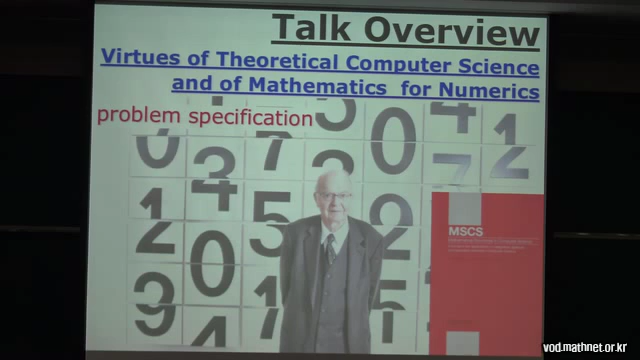 Talk Overview
Virtues of Theoretical Computer Science
and of Mathematics for Numerics
problem specification
MSCS
vod.mathnet.or.kr